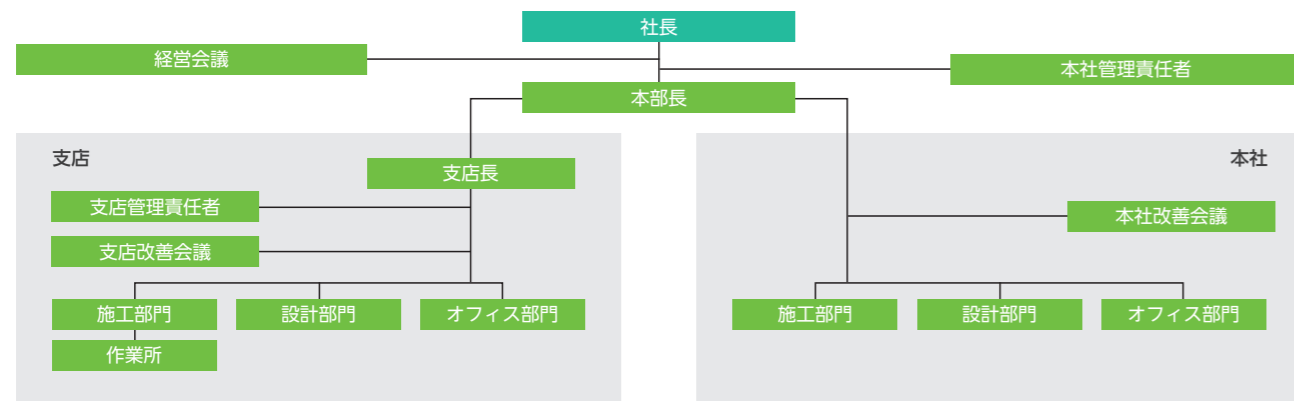 社長
経営会議
本社管理責任者
本部長
支店
支店長
支店管理責任者
支店改善会議
施工部門
設計部門
オフィス部門
作業所
本社
本社改善会議
施工部門
設計部門
オフィス部門